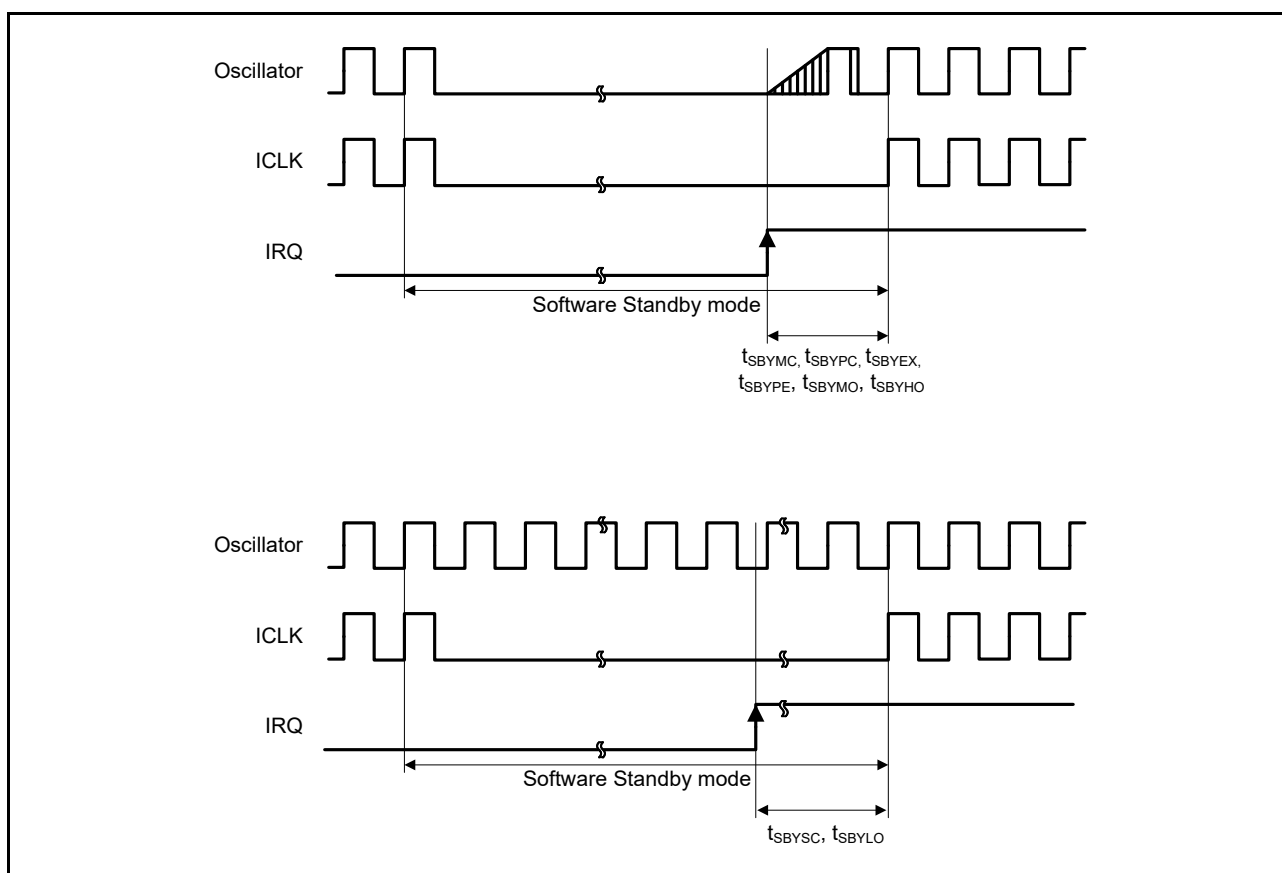 Oscillator
ICLK
IRQ
Software Standby mode
tSBYMC, tSBYPC, tSBYEX,
tSBYPE, tSBYMO, tSBYHO
Oscillator
ICLK
IRQ
Software Standby mode
tSBYSC, tSBYLO